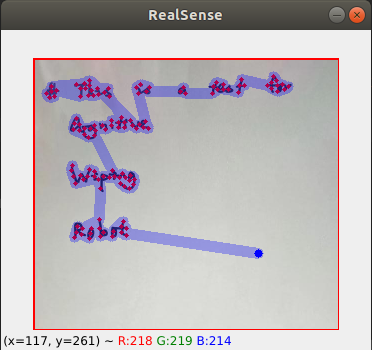 RealSense
# This is a test for
Cognitive
Wiping
Robot
(x=117, y=261) ~ R:218 G:219 B:214